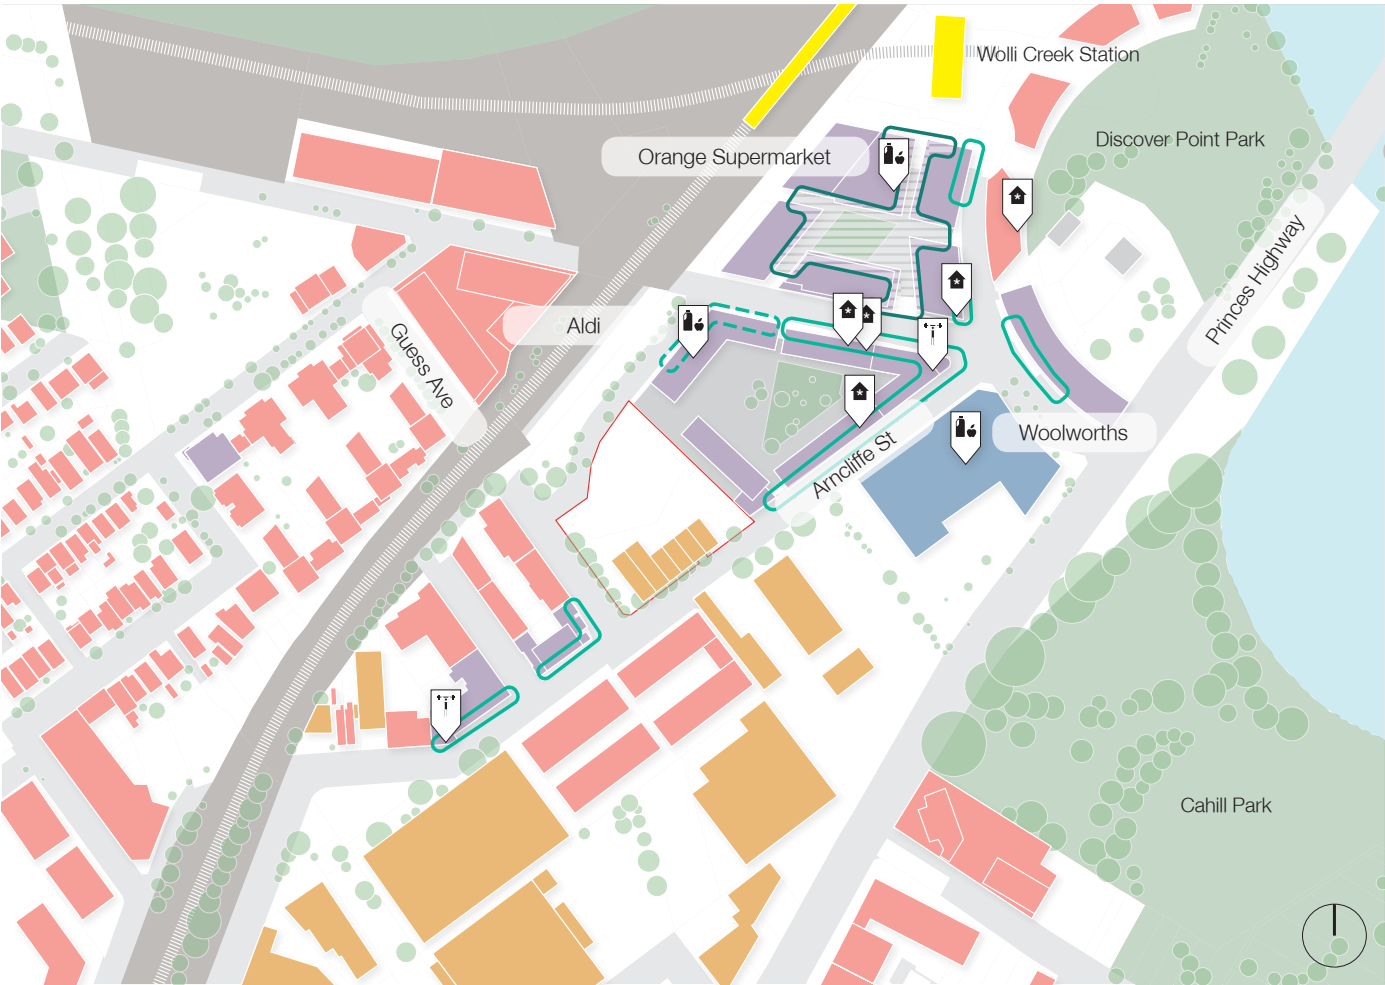 Wolli Creek Station
Discover Point Park
Orange Supermarket
Princes Highway
Aldi
Guess Ave
Woolworths
Arncliffe St
Cahill Park